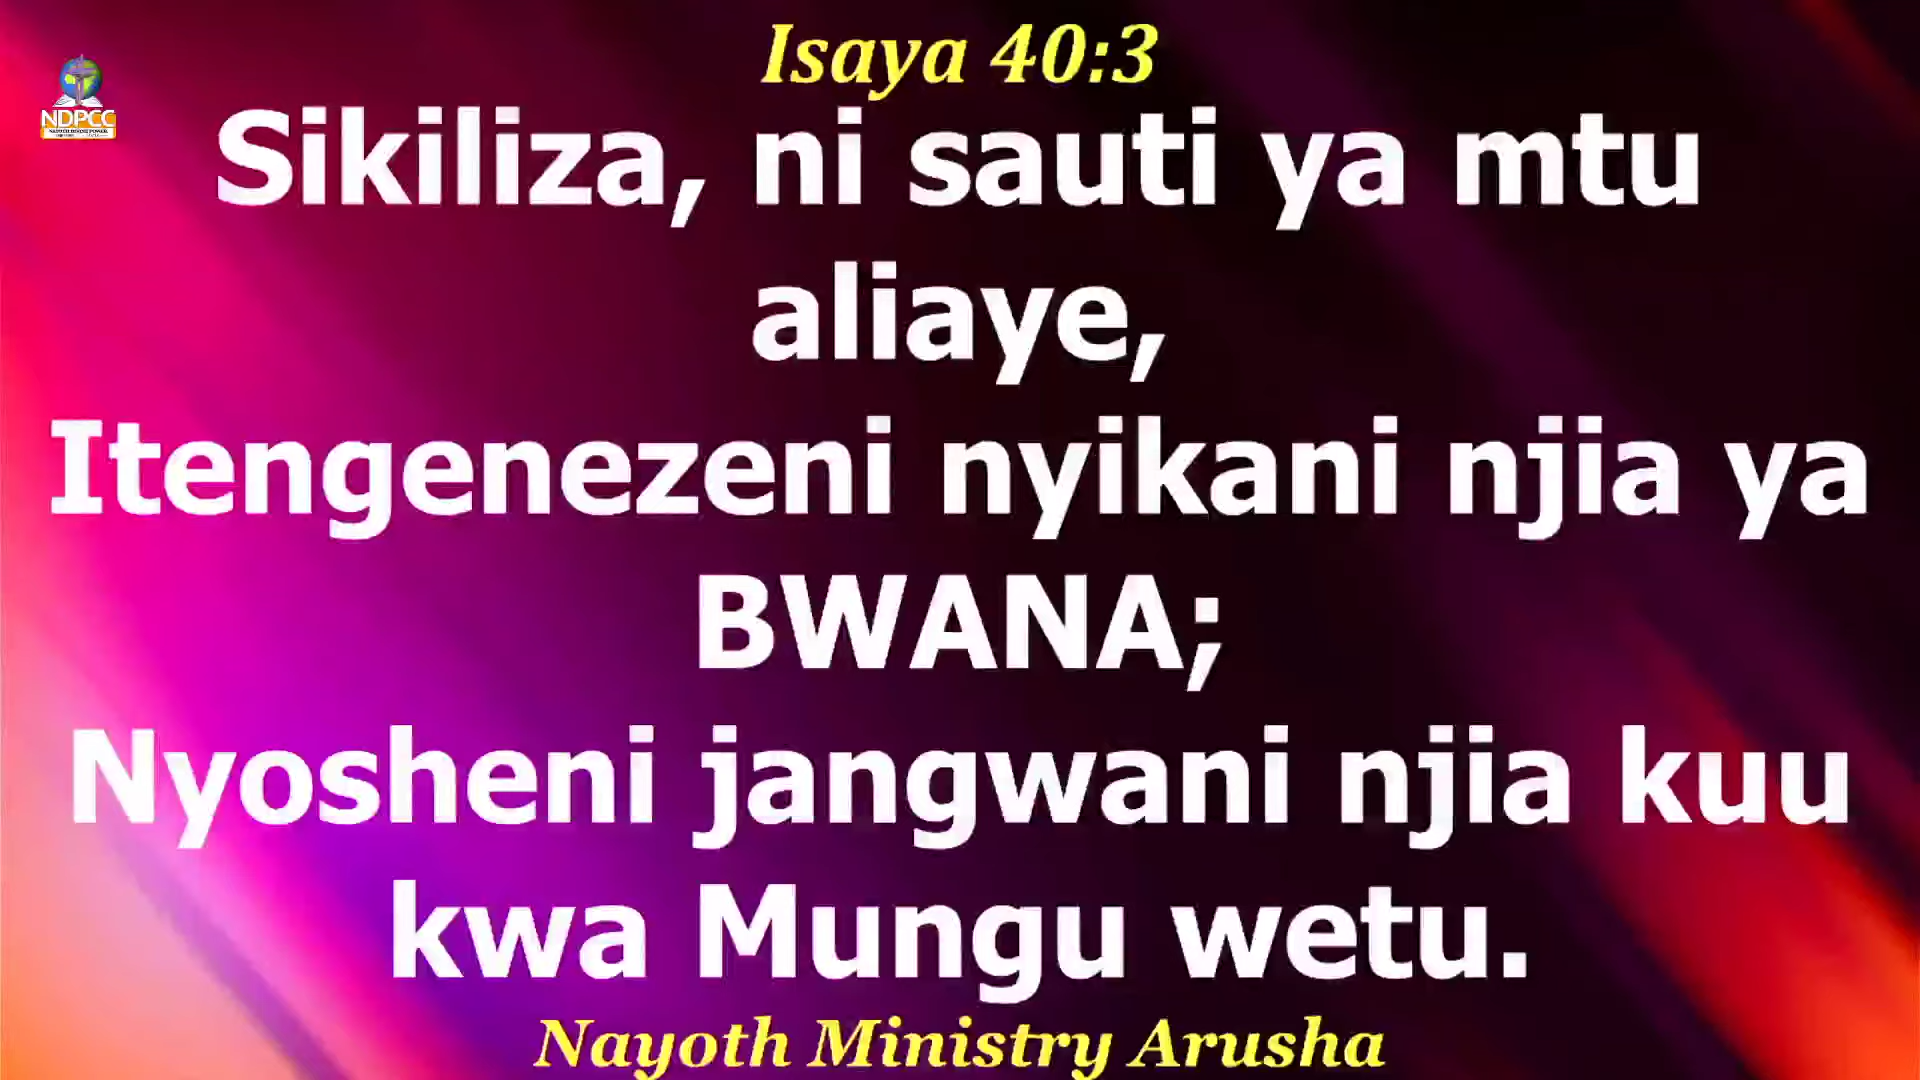 Isaya 40:3
NDPCC
Sikiliza, ni sauti ya mtu
aliaye,
Itengenezeni nyikani njia ya
BWANA;
Nyosheni jangwani njia kuu
kwa Mungu wetu.
Nayoth Ministry Arusha